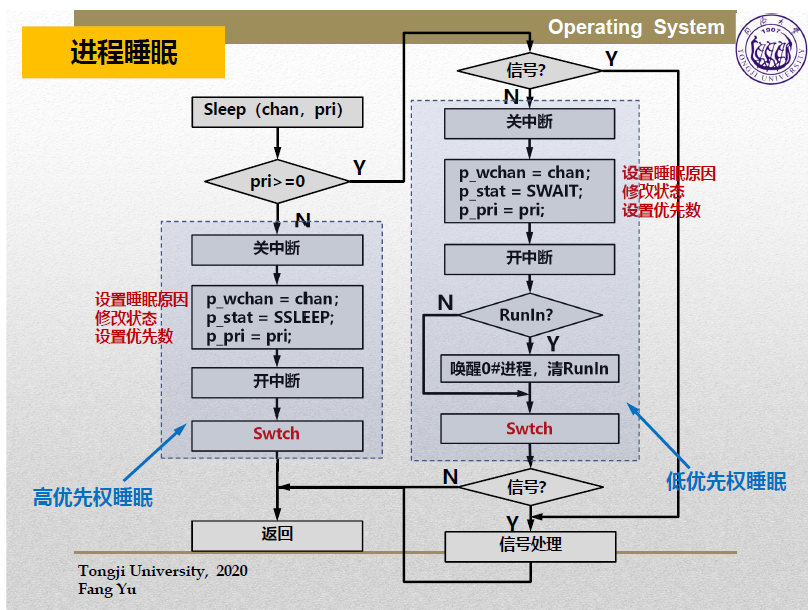 Operating System
进程睡眠
1907
TONGJI UNIVERSITY
信号?
Y
N
Sleep（chan，pri）
pri>=0
Y
N
关中断
设置睡眠原因
修改状态
设置优先数
p_wchan = chan;
p_stat = SSLEEP;
p_pri = pri;
开中断
Swtch
高优先权睡眠
返回
关中断
p_wchan = chan;
p_stat = SWAIT;
p_pri = pri;
设置睡眠原因
修改状态
设置优先数
开中断
N
RunIn?
Y
唤醒0#进程，清RunIn
Swtch
低优先权睡眠
N
信号?
Y
信号处理
Tongji University, 2020
Fang Yu